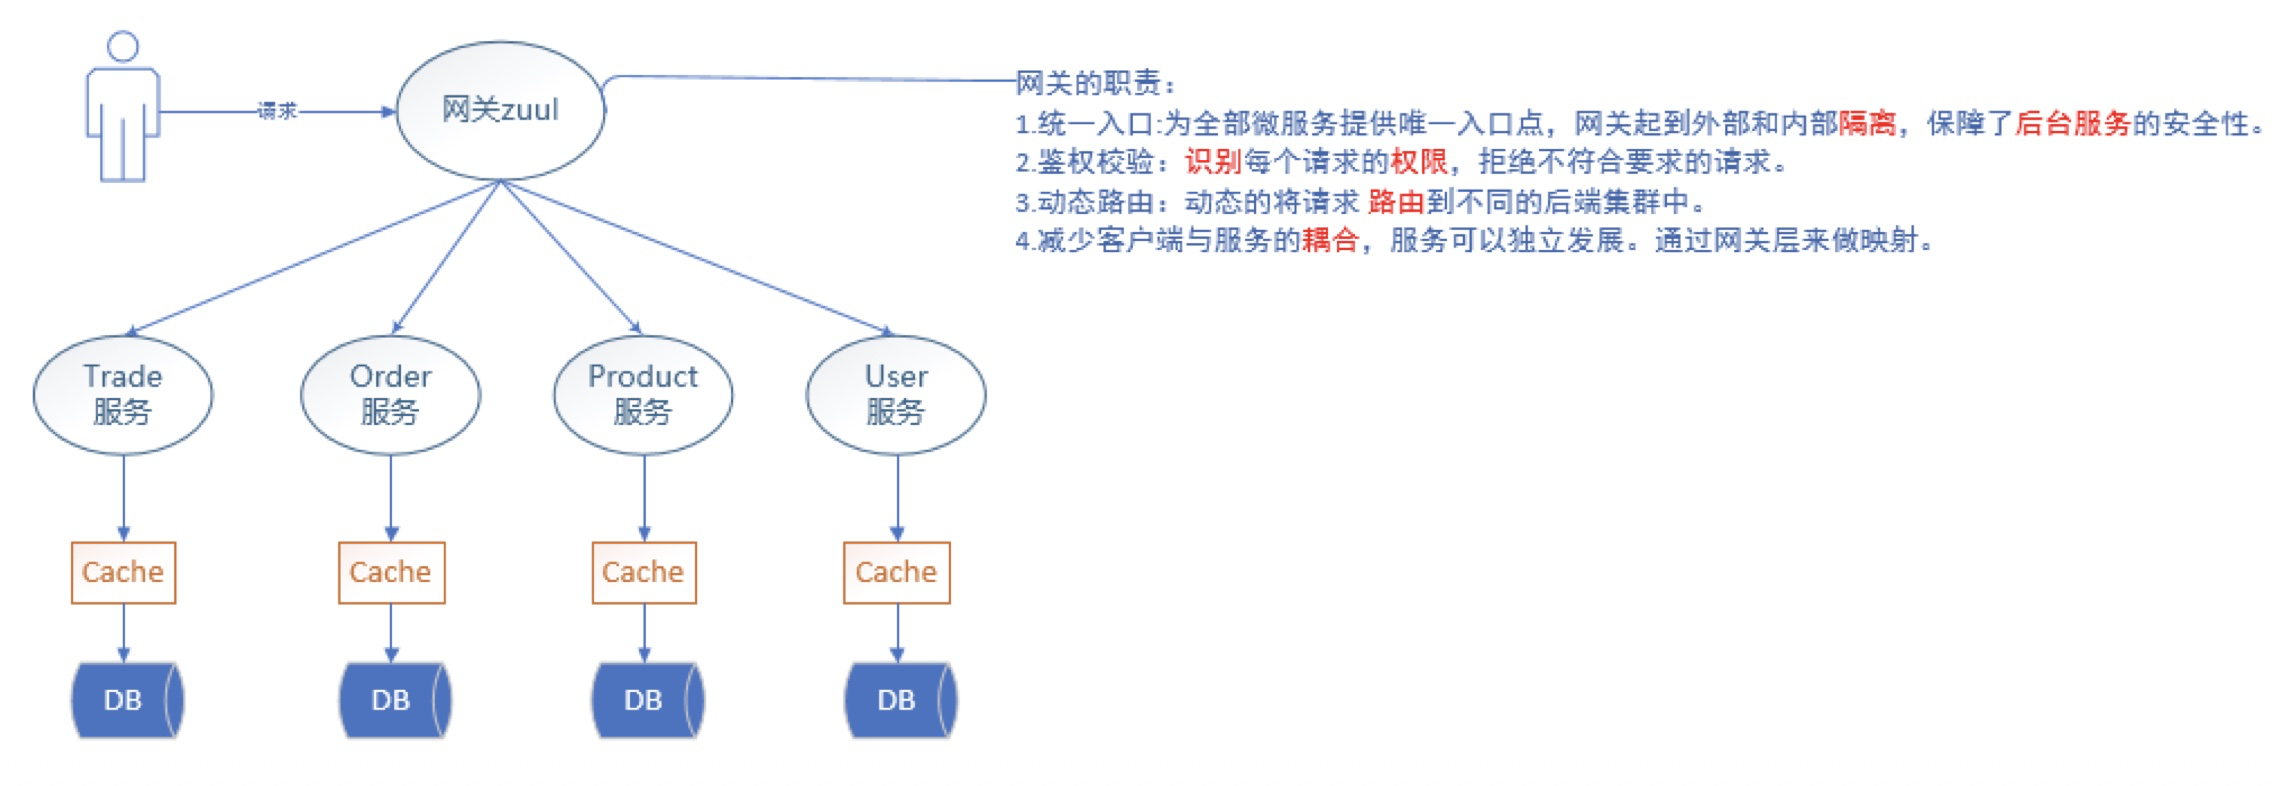 请求
网关zuul
网关的职责：
1.统一入口:为全部微服务提供唯一入口点，网关起到外部和内部隔离，保障了后台服务的安全性。
2.鉴权校验：识别每个请求的权限，拒绝不符合要求的请求。
3.动态路由：动态的将请求 路由到不同的后端集群中。
4.减少客户端与服务的耦合，服务可以独立发展。通过网关层来做映射。
Trade
服务
Order
服务
Product
服务
User
服务
Cache
Cache
Cache
Cache
DB
DB
DB
DB